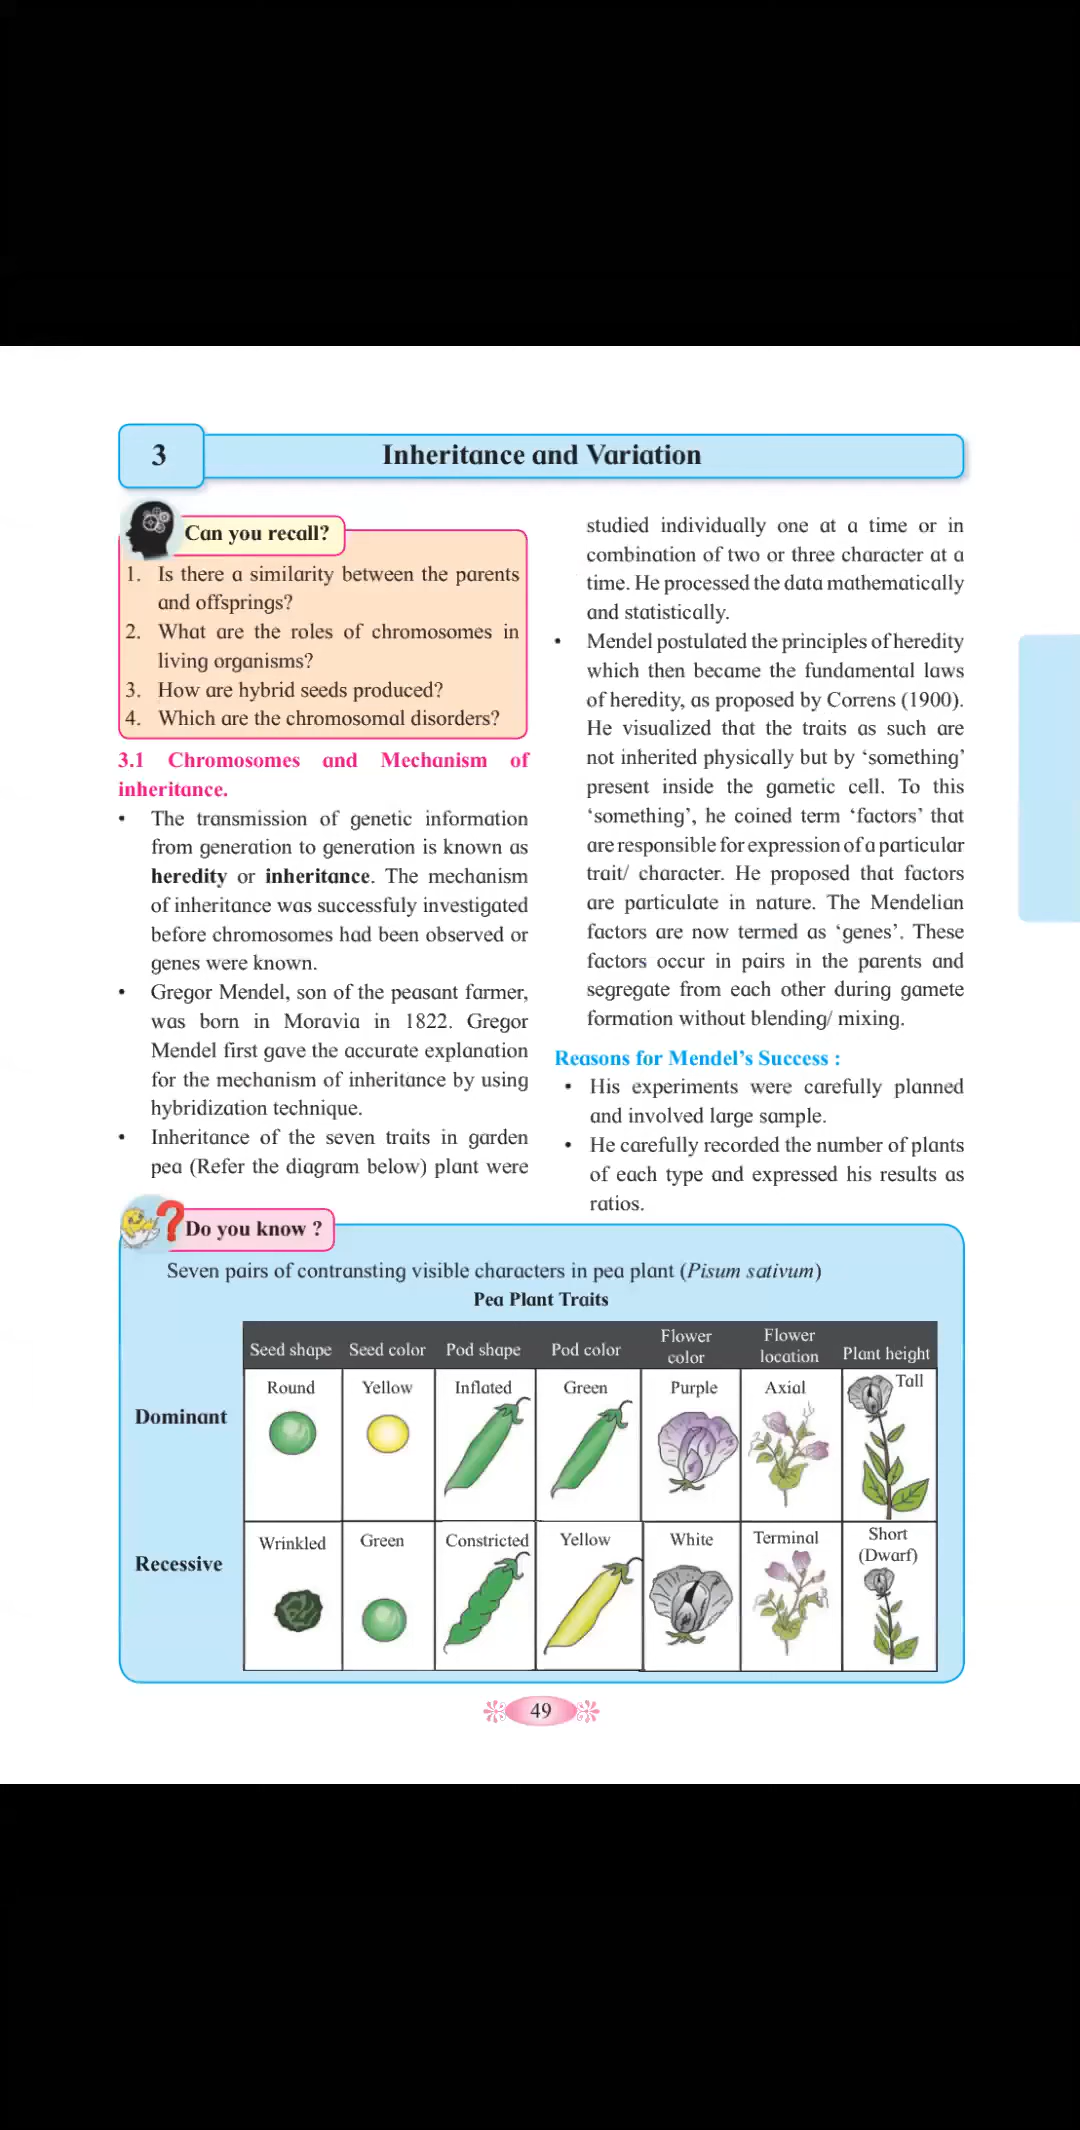 3
Inheritance and Variation
Can you recall?
1. Is there a similarity between the parents
and offsprings?
2. What are the roles of chromosomes in
living organisms?
3. How are hybrid seeds produced?
4. Which are the chromosomal disorders?
3.1 Chromosomes and Mechanism of
inheritance.
• The transmission of genetic information
from generation to generation is known as
heredity or inheritance. The mechanism
of inheritance was successfuly investigated
before chromosomes had been observed or
genes were known.
• Gregor Mendel, son of the peasant farmer,
was born in Moravia in 1822. Gregor
Mendel first gave the accurate explanation
for the mechanism of inheritance by using
hybridization technique.
• Inheritance of the seven traits in garden
pea (Refer the diagram below) plant were
studied individually one at a time or in
combination of two or three character at a
time. He processed the data mathematically
and statistically.
• Mendel postulated the principles of heredity
which then became the fundamental laws
of heredity, as proposed by Correns (1900).
He visualized that the traits as such are
not inherited physically but by ‘something’
present inside the gametic cell. To this
‘something’, he coined term ‘factors’ that
are responsible for expression of a particular
trait/ character. He proposed that factors
are particulate in nature. The Mendelian
factors are now termed as ‘genes’. These
factors occur in pairs in the parents and
segregate from each other during gamete
formation without blending/ mixing.
Reasons for Mendel’s Success :
• His experiments were carefully planned
and involved large sample.
• He carefully recorded the number of plants
of each type and expressed his results as
ratios.
Do you know ?
Seven pairs of contransting visible characters in pea plant (Pisum sativum)
Pea Plant Traits
Seed shape Seed color Pod shape Pod color Flower color Flower location Plant height
Dominant Round Yellow Inflated Green Purple Axial Tall
Recessive Wrinkled Green Constricted Yellow White Terminal Short (Dwarf)
49